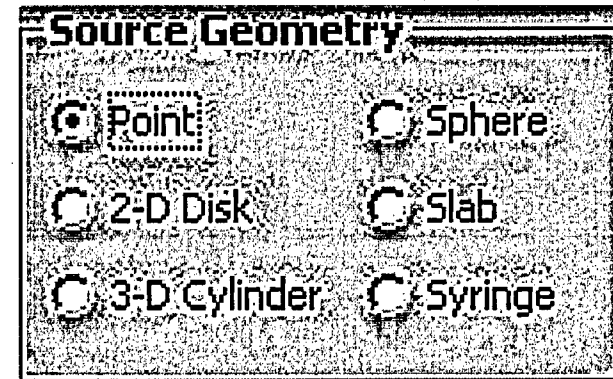 Source Geometry
Point
Sphere
2-D Disk
Slab
3-D Cylinder
Syringe